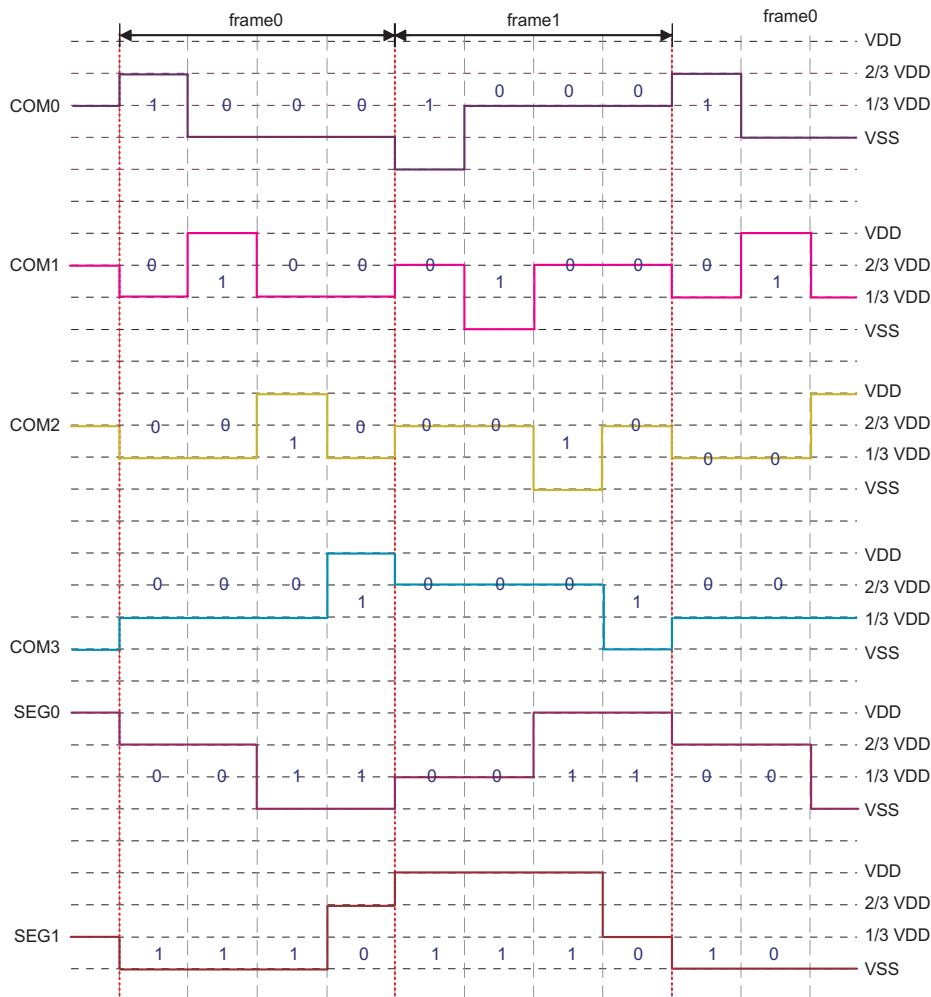 frame0 frame1 frame0
VDD
2/3 VDD
COM0 1 0 0 0 1 0 0 0 1 1/3 VDD
VSS
VDD
COM1 0 1 0 0 0 1 0 0 0 1 2/3 VDD
1/3 VDD
VSS
VDD
COM2 0 0 1 0 0 0 1 0 0 0 2/3 VDD
1/3 VDD
VSS
VDD
0 0 0 1 0 0 0 1 0 0 2/3 VDD
1/3 VDD
COM3 VSS
SEG0 VDD
2/3 VDD
0 0 1 1 0 0 1 1 0 0 1/3 VDD
VSS
VDD
2/3 VDD
SEG1 1/3 VDD
1 1 1 0 1 1 1 0 1 0 VSS